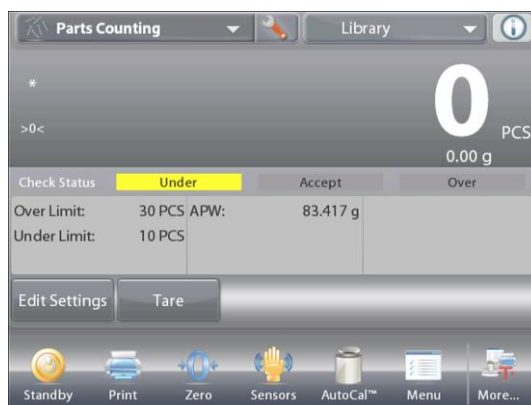 Parts Counting Library
*
>0<
0 PCS
0.00 g
Check Status Under Accept Over
Over Limit: 30 PCS APW: 83.417 g
Under Limit: 10 PCS
Edit Settings Tare
Standby Print Zero Sensors AutoCal™ Menu More...